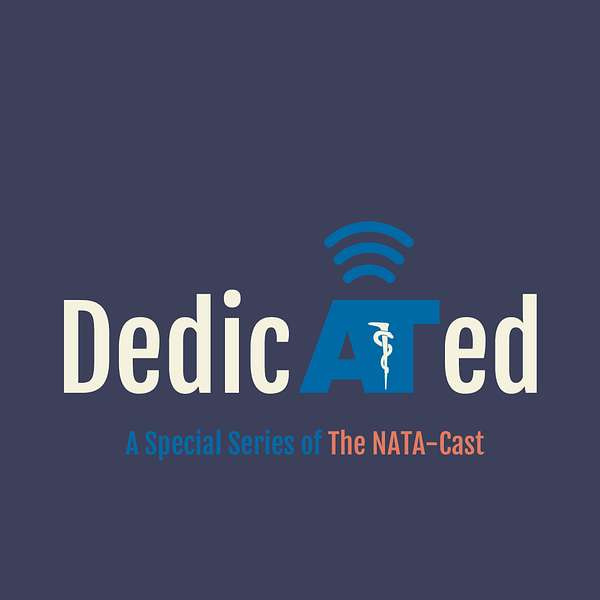 DedicATed
A Special Series of The NATA-Cast